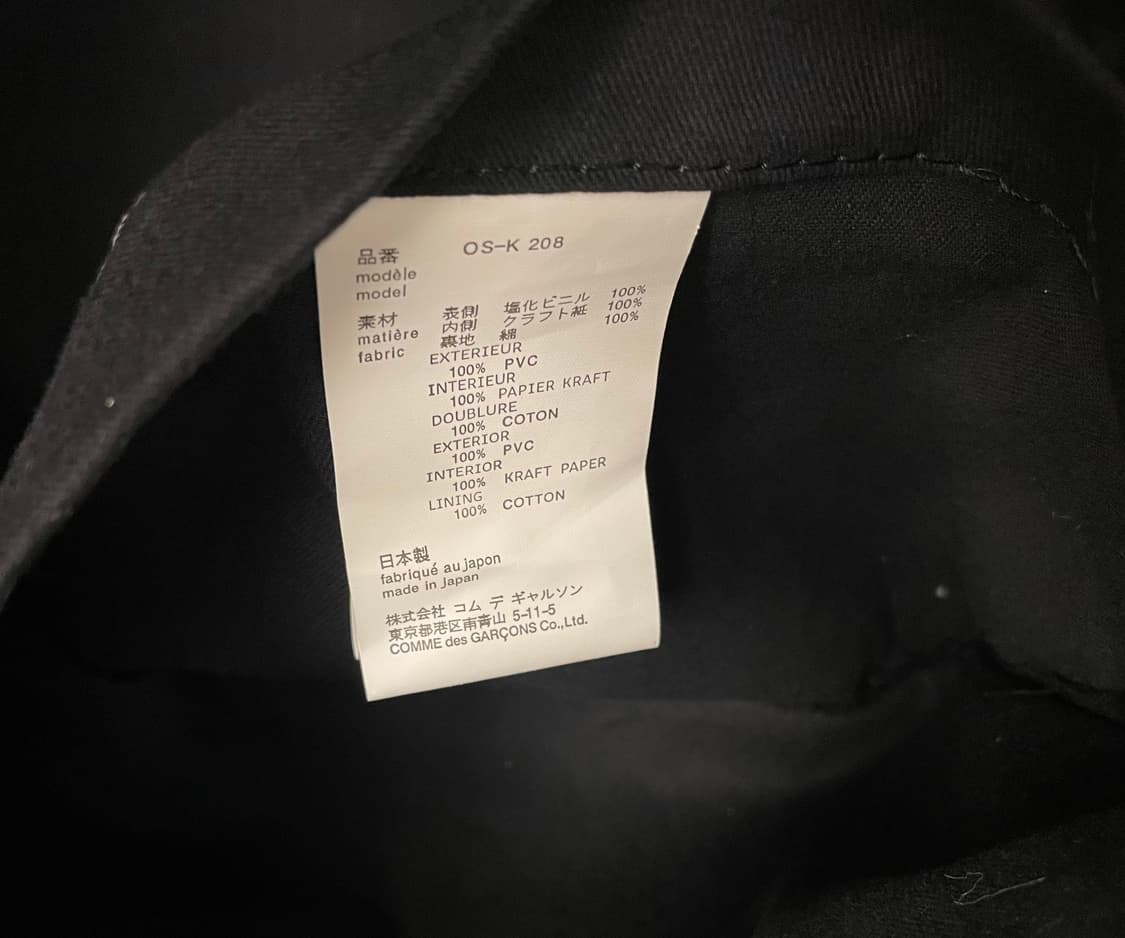 品番 OS-K 208
modèle
model
素材 表側 塩化ビニル 100%
matière 内側 クラフト紙 100%
fabric 裏地 綿 100%
EXTERIEUR
100% PVC
INTERIEUR
100% PAPIER KRAFT
DOUBLURE
100% COTON
EXTERIOR
100% PVC
INTERIOR
100% KRAFT PAPER
LINING
100% COTTON
日本製
fabriqué au japon
made in Japan
株式会社 コム デ ギャルソン
東京都港区南青山 5-11-5
COMME des GARÇONS Co.,Ltd.